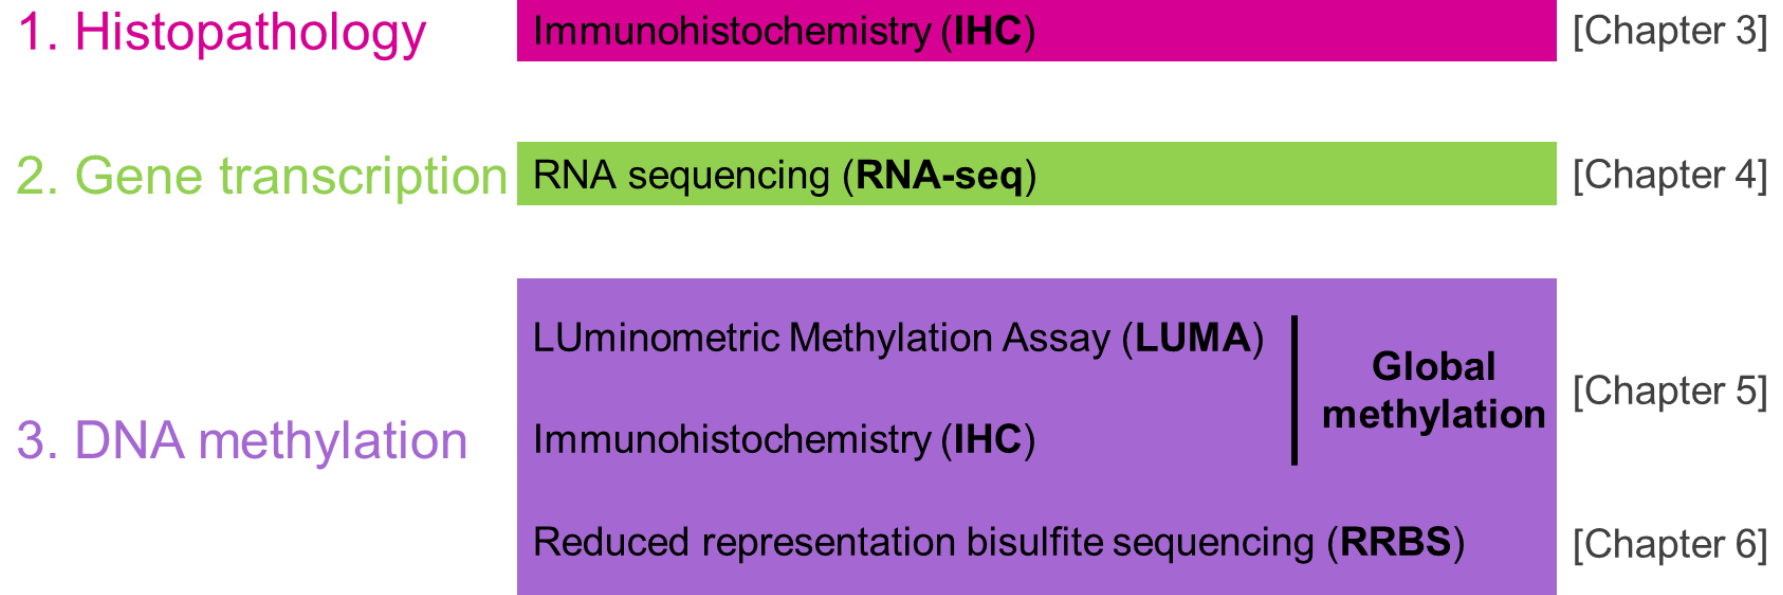 1. Histopathology
Immunohistochemistry (IHC)
[Chapter 3]
2. Gene transcription
RNA sequencing (RNA-seq)
[Chapter 4]
3. DNA methylation
LUminometric Methylation Assay (LUMA)
Immunohistochemistry (IHC)
Global
methylation
[Chapter 5]
Reduced representation bisulfite sequencing (RRBS)
[Chapter 6]